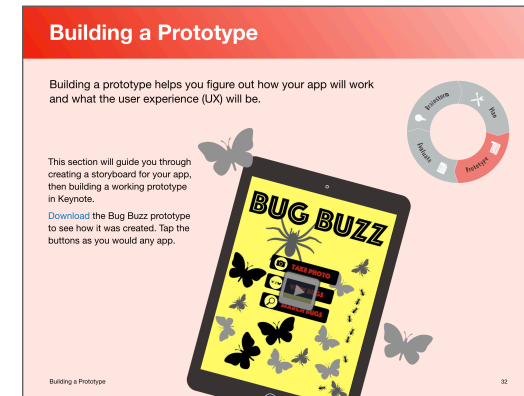 Building a Prototype
Building a prototype helps you figure out how your app will work
and what the user experience (UX) will be.
Brainstorm
Plan
Evaluate
Prototype
This section will guide you through
creating a storyboard for your app,
then building a working prototype
in Keynote.
Download the Bug Buzz prototype
to see how it was created. Tap the
buttons as you would any app.
BUG BUZZ
TAKE PHOTO
BUGS
BUGS
Building a Prototype
32